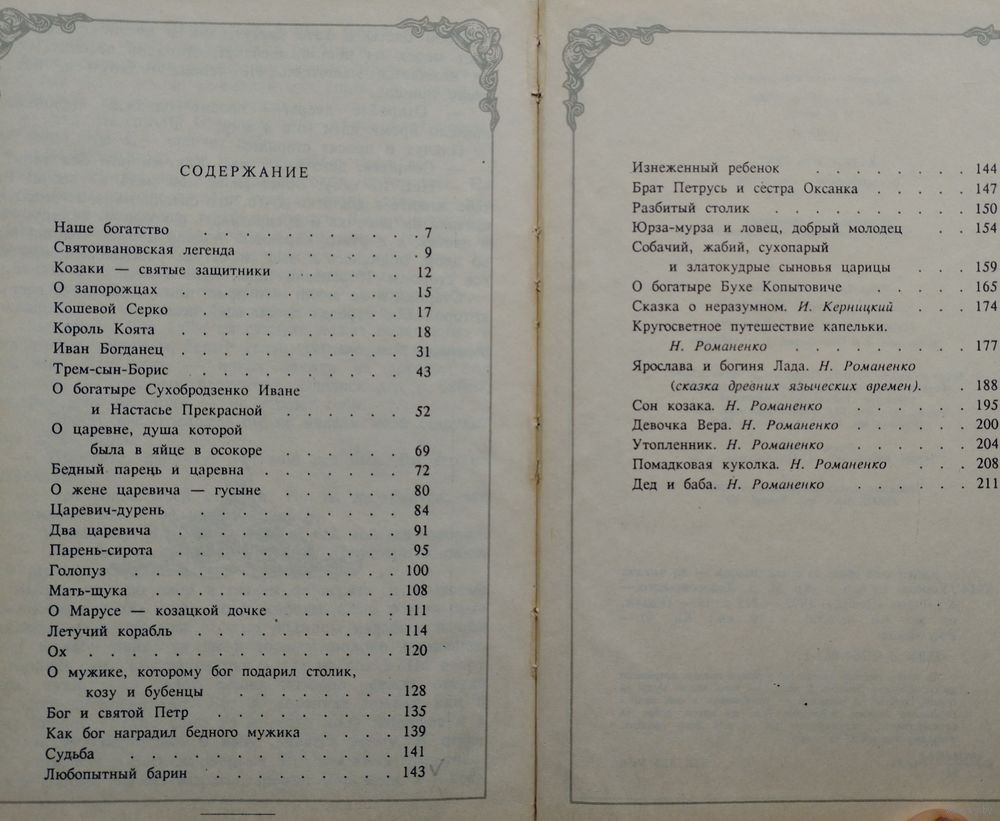 СОДЕРЖАНИЕ
Наше богатство . . . . . . . . . . . 7
Святоивановская легенда . . . . . . . . 9
Козаки — святые защитники . . . . . . 12
О запорожцах . . . . . . . . . . . 15
Кошевой Серко . . . . . . . . . . 17
Король Коята . . . . . . . . . . . 18
Иван Богданец . . . . . . . . . . . 31
Трем-сын-Борис . . . . . . . . . . 43
О богатыре Сухобродзенко Иване
и Настасье Прекрасной . . . . . . 52
О царевне, душа которой
была в яйце в осокоре . . . . . . 69
Бедный парень и царевна . . . . . . . 72
О жене царевича — гусыне . . . . . . 80
Царевич-дурень . . . . . . . . . . 84
Два царевича . . . . . . . . . . . 91
Парень-сирота . . . . . . . . . . . 95
Голопуз . . . . . . . . . . . . . 100
Мать-щука . . . . . . . . . . . . 108
О Марусе — козацкой дочке . . . . . . 111
Летучий корабль . . . . . . . . . . 114
Ох . . . . . . . . . . . . . . . 120
О мужике, которому бог подарил столик,
козу и бубенцы . . . . . . . . 128
Бог и святой Петр . . . . . . . . . 135
Как бог наградил бедного мужика . . . . 139
Судьба . . . . . . . . . . . . . 141
Любопытный барин . . . . . . . . . 143
Изнеженный ребенок . . . . . . . . 144
Брат Петрусь и сестра Оксанка . . . . . 147
Разбитый столик . . . . . . . . . . 150
Юрза-мурза и ловец, добрый молодец . . 154
Собачий, жабий, сухопарый
и златокудрые сыновья царицы . . . 159
О богатыре Бухе Копытовиче . . . . . 165
Сказка о неразумном. И. Керницкий . . . 174
Кругосветное путешествие капельки.
Н. Романенко . . . . . . . . . 177
Ярослава и богиня Лада. Н. Романенко
(сказка древних языческих времен). . 188
Сон козака. Н. Романенко . . . . . . 195
Девочка Вера. Н. Романенко . . . . . . 200
Утопленник. Н. Романенко . . . . . . 204
Помадковая куколка. Н. Романенко . . . 208
Дед и баба. Н. Романенко . . . . . . 211